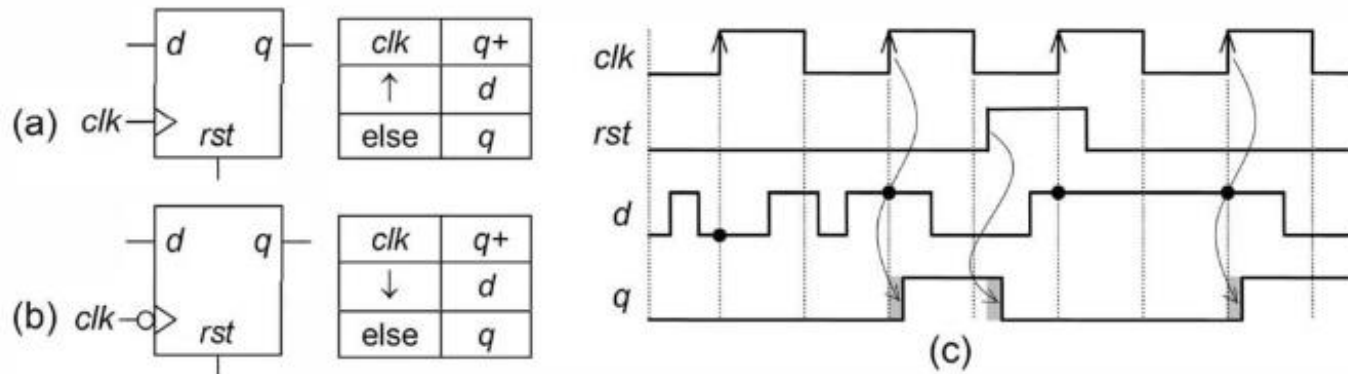 d q
(a) clk
rst
clk q+
↑ d
else q
d q
(b) clk
rst
clk q+
↓ d
else q
clk
rst
d
q
(c)